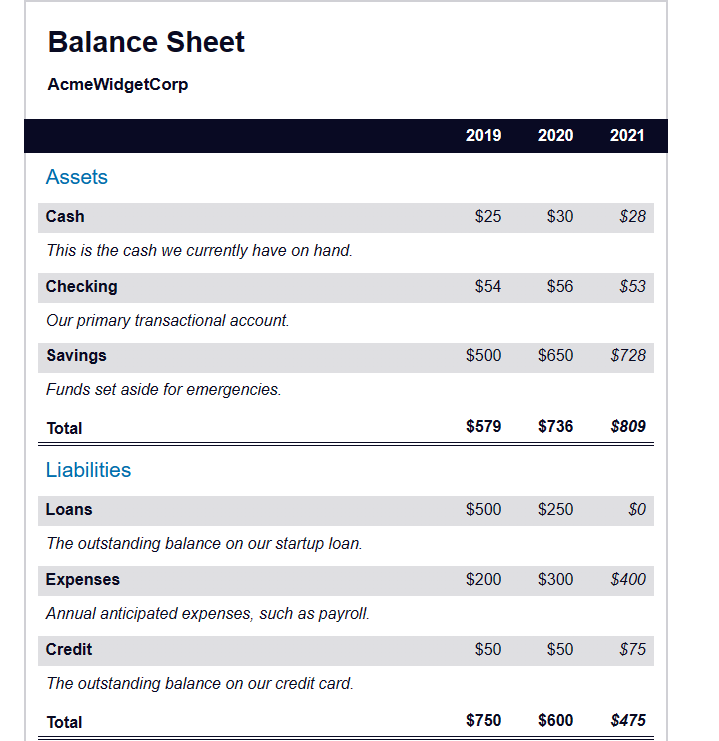 Balance Sheet
AcmeWidgetCorp
2019 2020 2021
Assets
Cash $25 $30 $28
This is the cash we currently have on hand.
Checking $54 $56 $53
Our primary transactional account.
Savings $500 $650 $728
Funds set aside for emergencies.
Total $579 $736 $809
Liabilities
Loans $500 $250 $0
The outstanding balance on our startup loan.
Expenses $200 $300 $400
Annual anticipated expenses, such as payroll.
Credit $50 $50 $75
The outstanding balance on our credit card.
Total $750 $600 $475